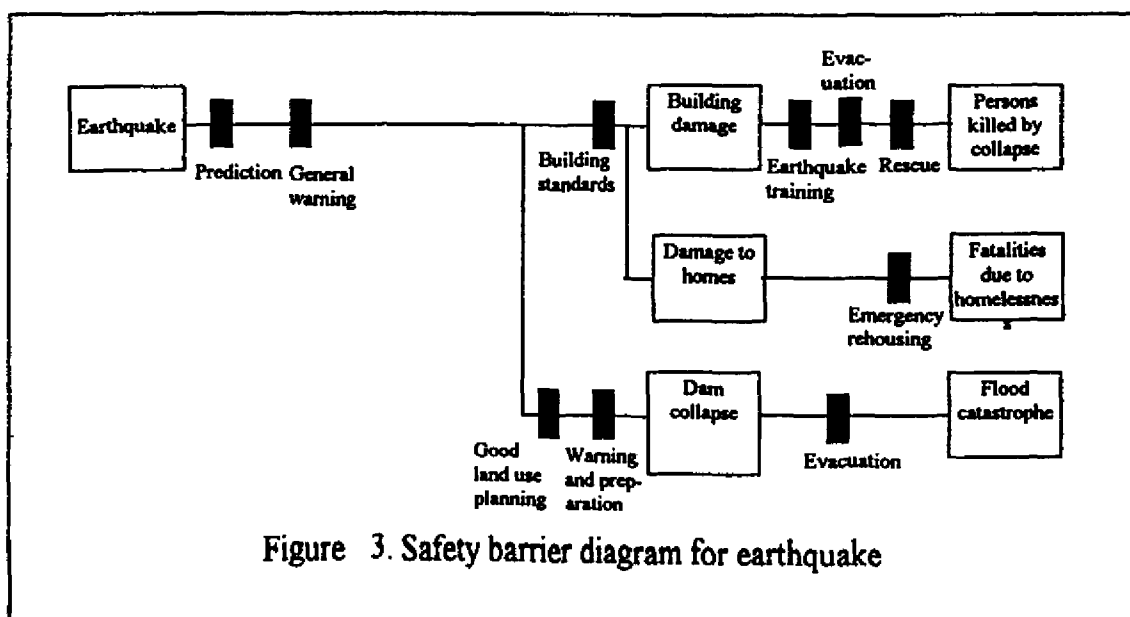 Earthquake
Prediction
General
warning
Building
standards
Building
damage
Earthquake
training
Evac-
uation
Rescue
Persons
killed by
collapse
Damage to
homes
Emergency
rehousing
Fatalities
due to
homelessnes
s
Good
land use
planning
Warning
and prep-
aration
Dam
collapse
Evacuation
Flood
catastrophe
Figure 3. Safety barrier diagram for earthquake